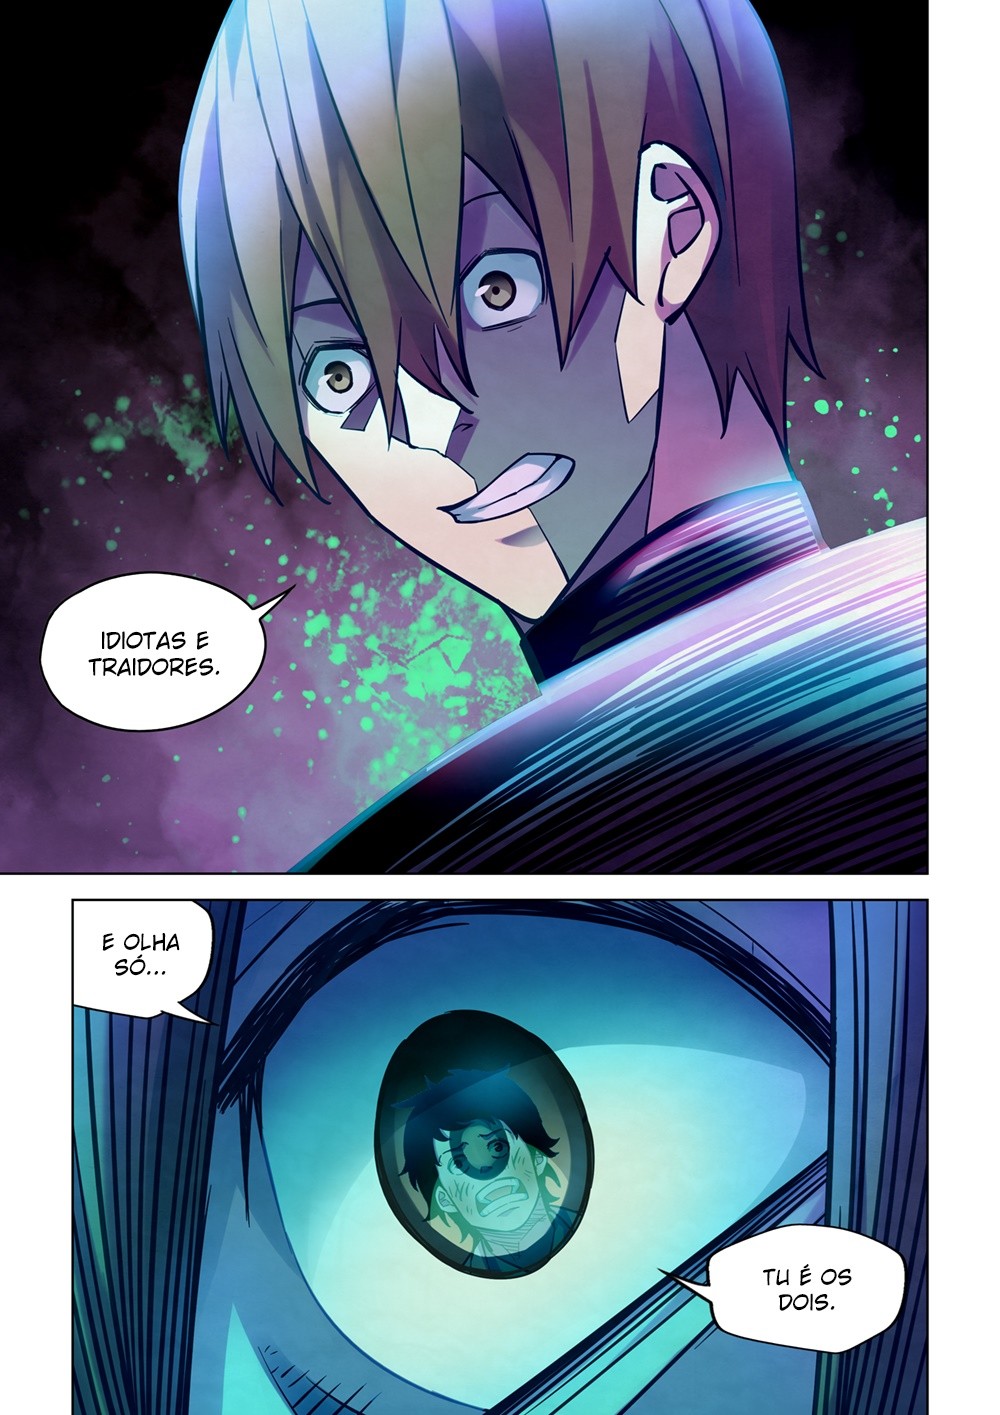 IDIOTAS E
TRAIDORES.
E OLHA
SÓ...
TU É OS
DOIS.